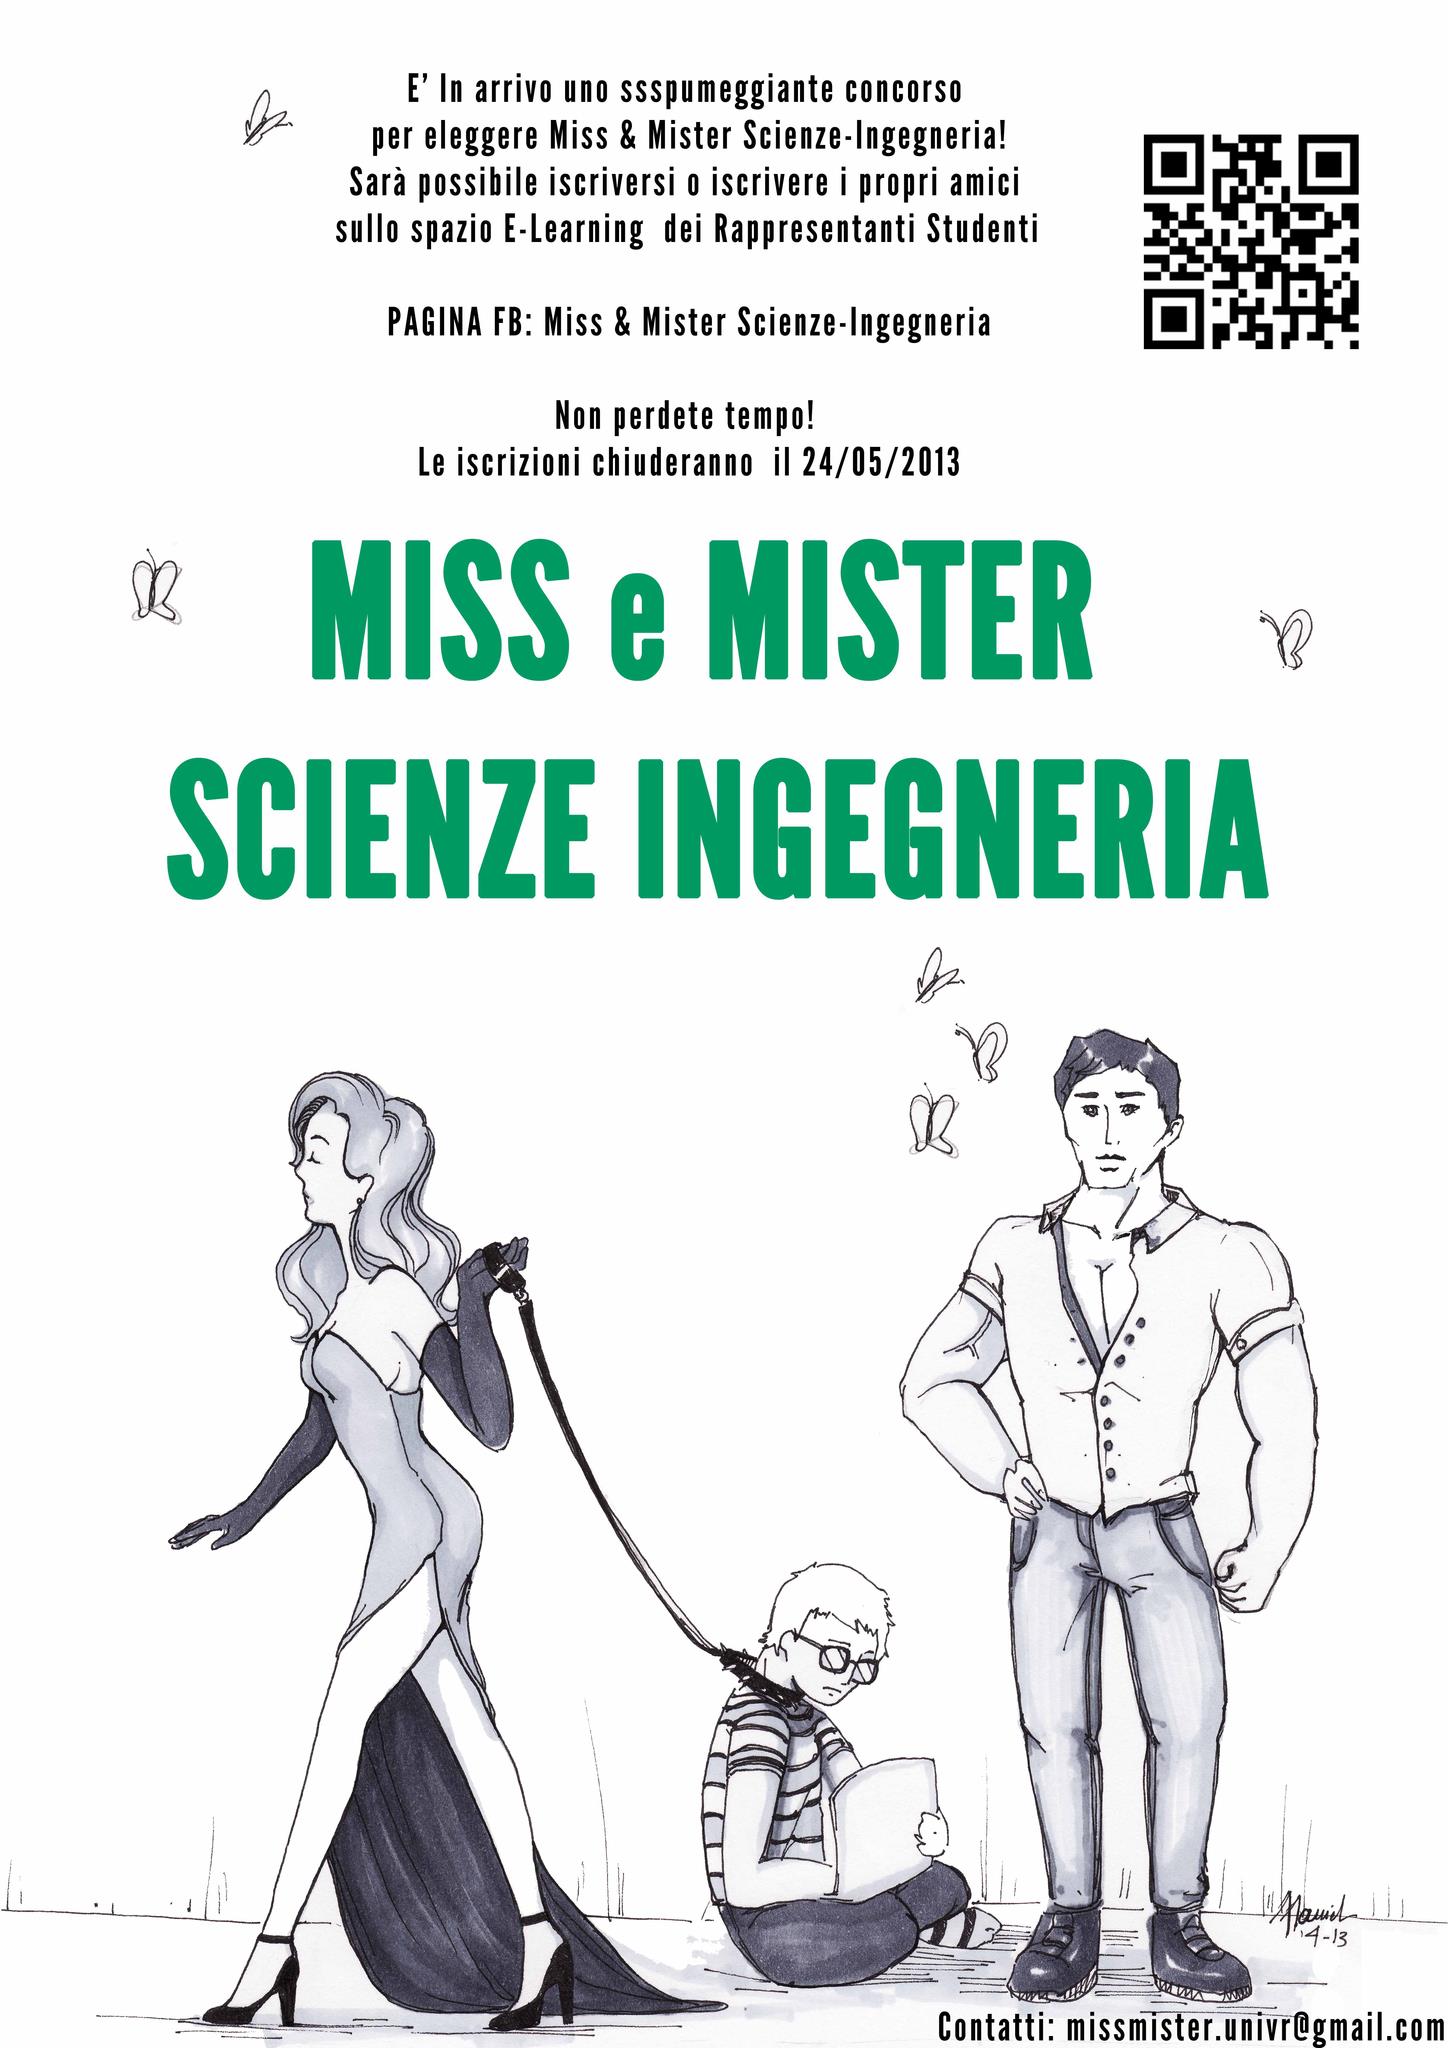 E' In arrivo uno ssspumeggiante concorso
per eleggere Miss & Mister Scienze-Ingegneria!
Sarà possibile iscriversi o iscrivere i propri amici
sullo spazio E-Learning dei Rappresentanti Studenti
PAGINA FB: Miss & Mister Scienze-Ingegneria
Non perdete tempo!
Le iscrizioni chiuderanno il 24/05/2013
MISS e MISTER
SCIENZE INGEGNERIA
'4-13
Contatti: missmister.univr@gmail.com